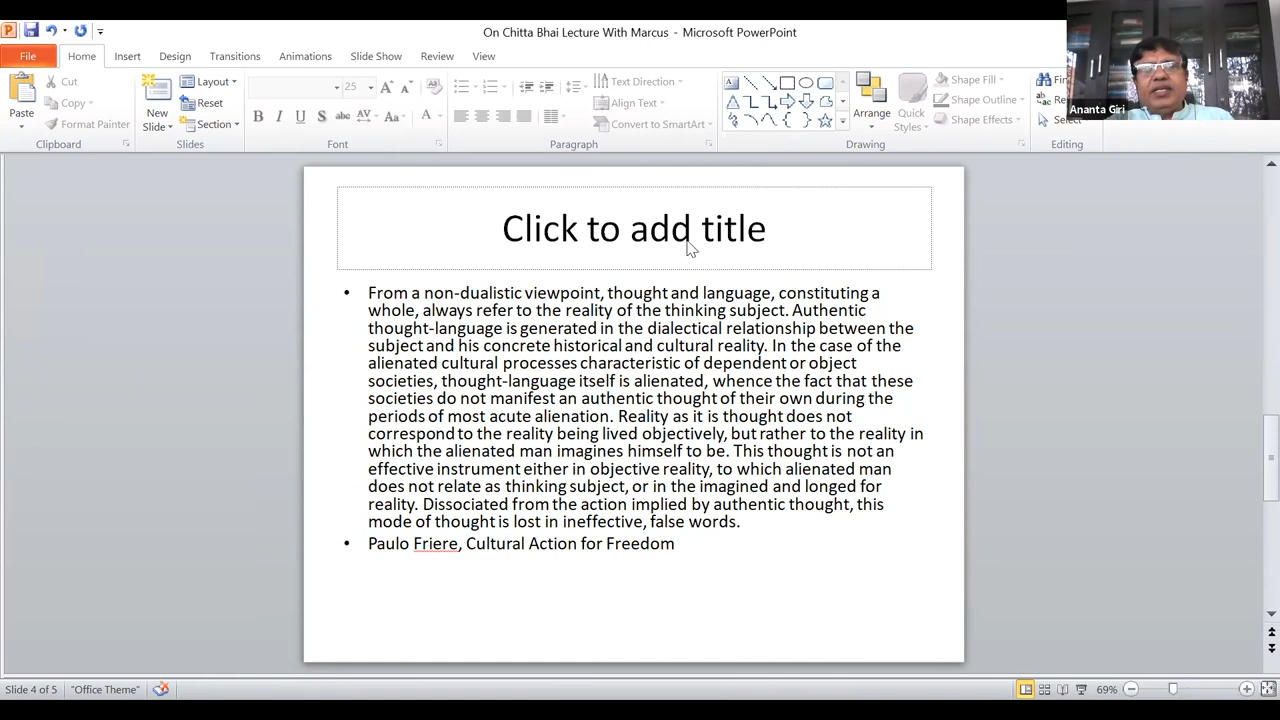 On Chitta Bhai Lecture With Marcus - Microsoft PowerPoint
File Home Insert Design Transitions Animations Slide Show Review View
Paste
Cut
Copy
Format Painter
Clipboard
New Slide
Layout
Reset
Section
Slides
25
Font
Text Direction
Align Text
Convert to SmartArt
Paragraph
Arrange
Quick Styles
Shape Fill
Shape Outline
Shape Effects
Drawing
Select
Editing
Ananta Giri
Click to add title
• From a non-dualistic viewpoint, thought and language, constituting a
whole, always refer to the reality of the thinking subject. Authentic
thought-language is generated in the dialectical relationship between the
subject and his concrete historical and cultural reality. In the case of the
alienated cultural processes characteristic of dependent or object
societies, thought-language itself is alienated, whence the fact that these
societies do not manifest an authentic thought of their own during the
periods of most acute alienation. Reality as it is thought does not
correspond to the reality being lived objectively, but rather to the reality in
which the alienated man imagines himself to be. This thought is not an
effective instrument either in objective reality, to which alienated man
does not relate as thinking subject, or in the imagined and longed for
reality. Dissociated from the action implied by authentic thought, this
mode of thought is lost in ineffective, false words.
• Paulo Friere, Cultural Action for Freedom
Slide 4 of 5 "Office Theme" 69%